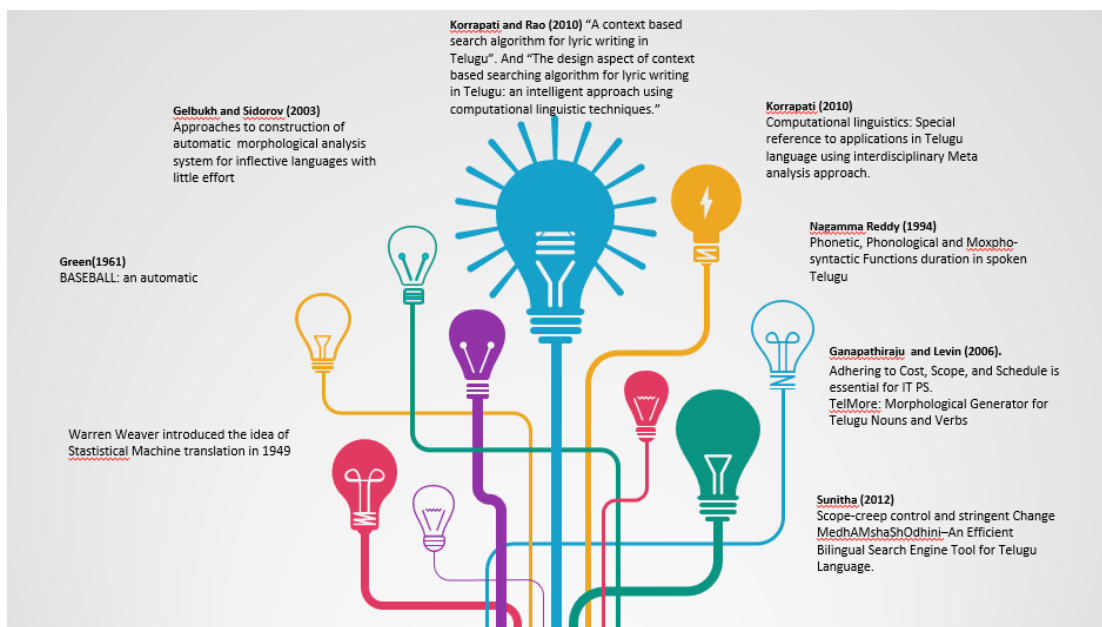 Korrapati and Rao (2010) “A context based
search algorithm for lyric writing in
Telugu”. And “The design aspect of context
based searching algorithm for lyric writing
in Telugu: an intelligent approach using
computational linguistic techniques.”
Gelbukh and Sidorov (2003)
Approaches to construction of
automatic morphological analysis
system for inflective languages with
little effort
Korrapati (2010)
Computational linguistics: Special
reference to applications in Telugu
language using interdisciplinary Meta
analysis approach.
Nagamma Reddy (1994)
Phonetic, Phonological and Moxpho-
syntactic Functions duration in spoken
Telugu
Green(1961)
BASEBALL: an automatic
Ganapathiraju and Levin (2006).
Adhering to Cost, Scope, and Schedule is
essential for IT PS.
TelMore: Morphological Generator for
Telugu Nouns and Verbs
Warren Weaver introduced the idea of
Stastistical Machine translation in 1949
Sunitha (2012)
Scope-creep control and stringent Change
MedhAMshaShOdhini–An Efficient
Bilingual Search Engine Tool for Telugu
Language.